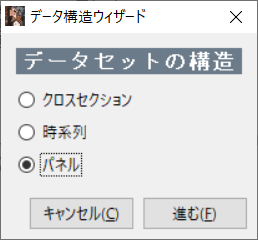 データ構造ウィザード
データセットの構造
クロスセクション
時系列
パネル
キャンセル(C)
進む(F)